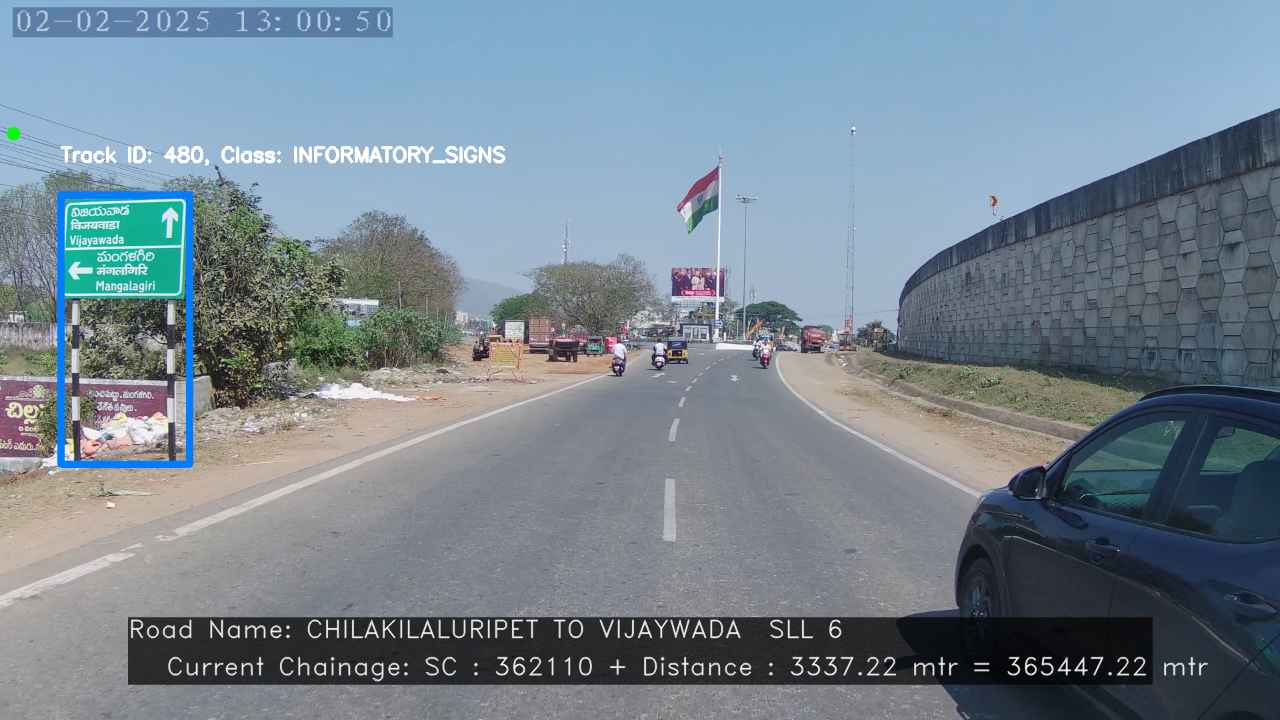 02-02-2025 13:00:50
Track ID: 480, Class: INFORMATORY_SIGNS
విజయవాడ
विजयवाडा
Vijayawada
మంగళగిరి
मंगलगिरि
Mangalagiri
Road Name: CHILAKILALURIPET TO VIJAYWADA SLL 6
Current Chainage: SC : 362110 + Distance : 3337.22 mtr = 365447.22 mtr